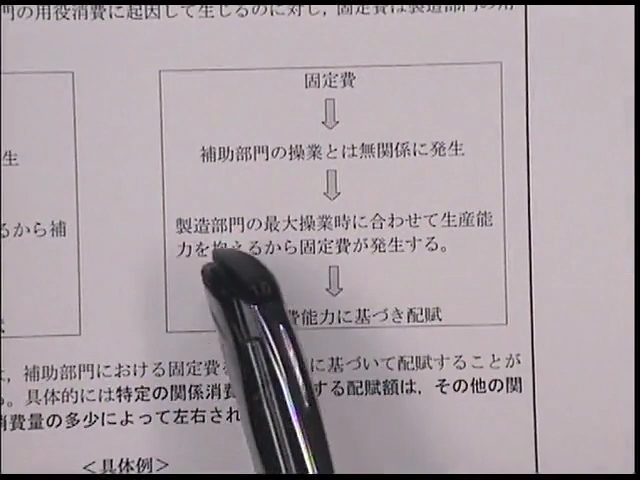 門の用役消費に起因して生じるのに対し，固定費は製造部門の用
生
るから補
固定費
補助部門の操業とは無関係に発生
製造部門の最大操業時に合わせて生産能
力を抱えるから固定費が発生する。
費能力に基づき配賦
，補助部門における固定費 に基づいて配賦することが
。具体的には特定の関係消費 する配賦額は，その他の関
消費量の多少によって左右され
＜具体例＞